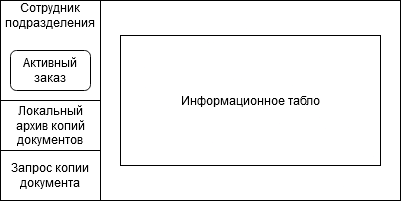 Сотрудник
подразделения
Активный
заказ
Локальный
архив копий
документов
Запрос копии
документа
Информационное табло